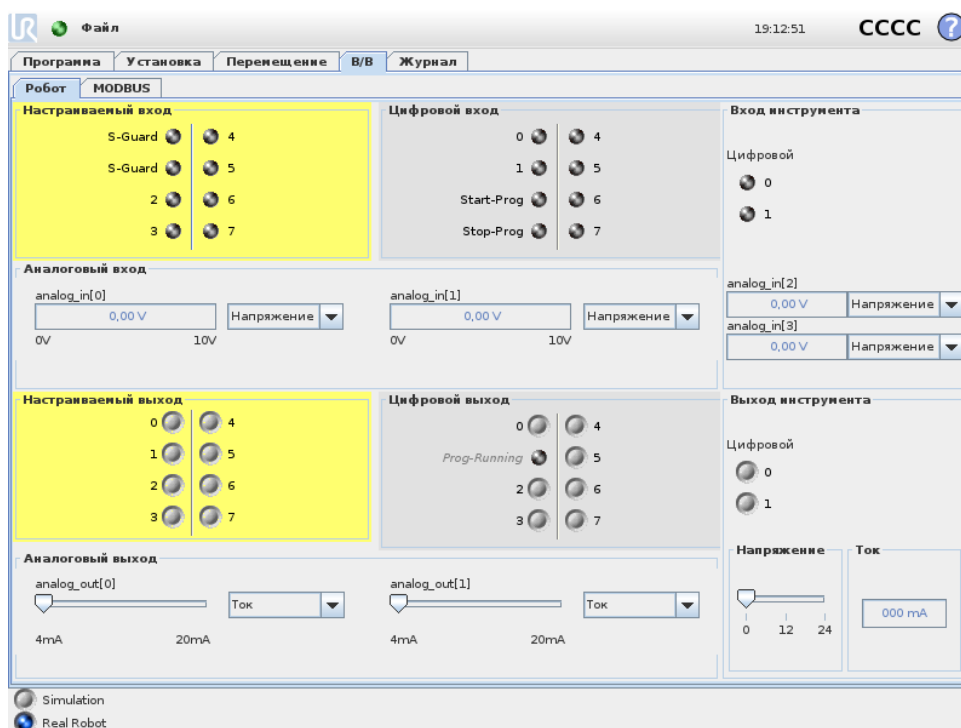 UR Файл 19:12:51 CCCC ?
Программа Установка Перемещение В/В Журнал
Робот MODBUS
Настраиваемый вход
S-Guard 4
S-Guard 5
2 6
3 7
Цифровой вход
0 4
1 5
Start-Prog 6
Stop-Prog 7
Вход инструмента
Цифровой
0
1
Аналоговый вход
analog_in[0]
0,00 V Напряжение
0V 10V
analog_in[1]
0,00 V Напряжение
0V 10V
analog_in[2]
0,00 V Напряжение
analog_in[3]
0,00 V Напряжение
Настраиваемый выход
0 4
1 5
2 6
3 7
Цифровой выход
0 4
Prog-Running 5
2 6
3 7
Выход инструмента
Цифровой
0
1
Аналоговый выход
analog_out[0]
Ток
4mA 20mA
analog_out[1]
Ток
4mA 20mA
Напряжение
0 12 24
Ток
000 mA
Simulation
Real Robot